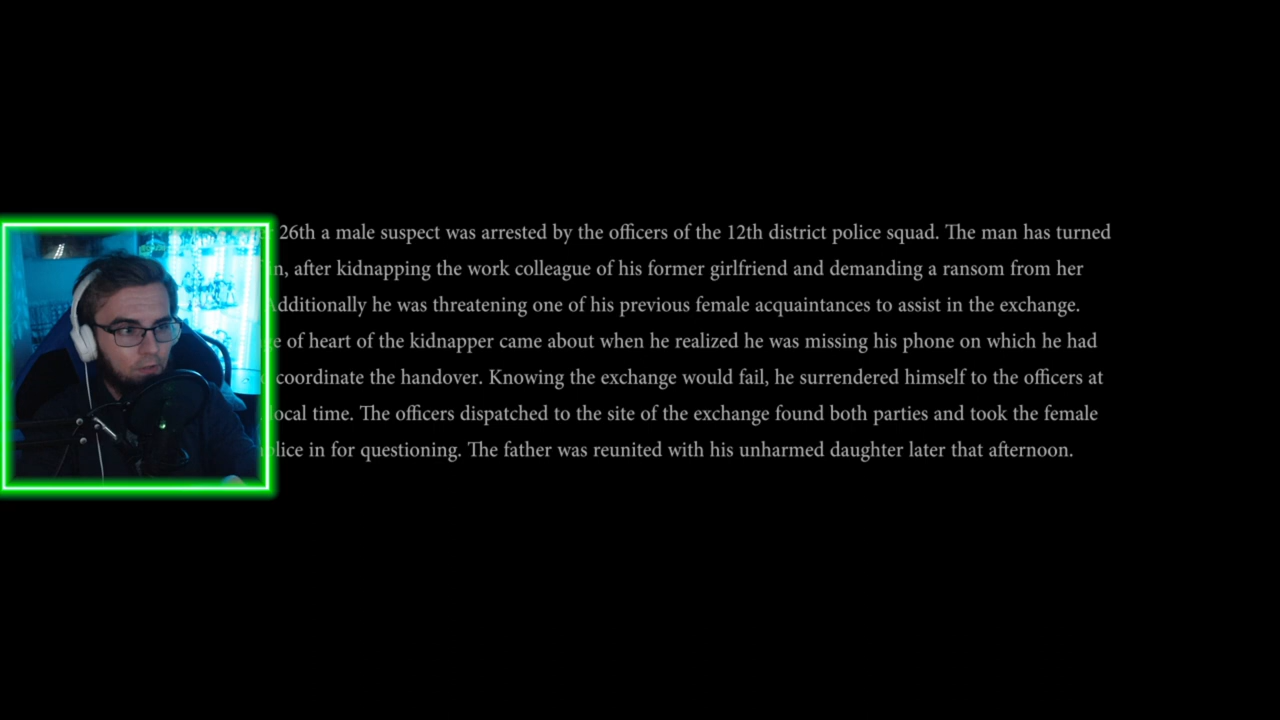 26th a male suspect was arrested by the officers of the 12th district police squad. The man has turned
in, after kidnapping the work colleague of his former girlfriend and demanding a ransom from her
Additionally he was threatening one of his previous female acquaintances to assist in the exchange.
of heart of the kidnapper came about when he realized he was missing his phone on which he had
coordinate the handover. Knowing the exchange would fail, he surrendered himself to the officers at
local time. The officers dispatched to the site of the exchange found both parties and took the female
in for questioning. The father was reunited with his unharmed daughter later that afternoon.